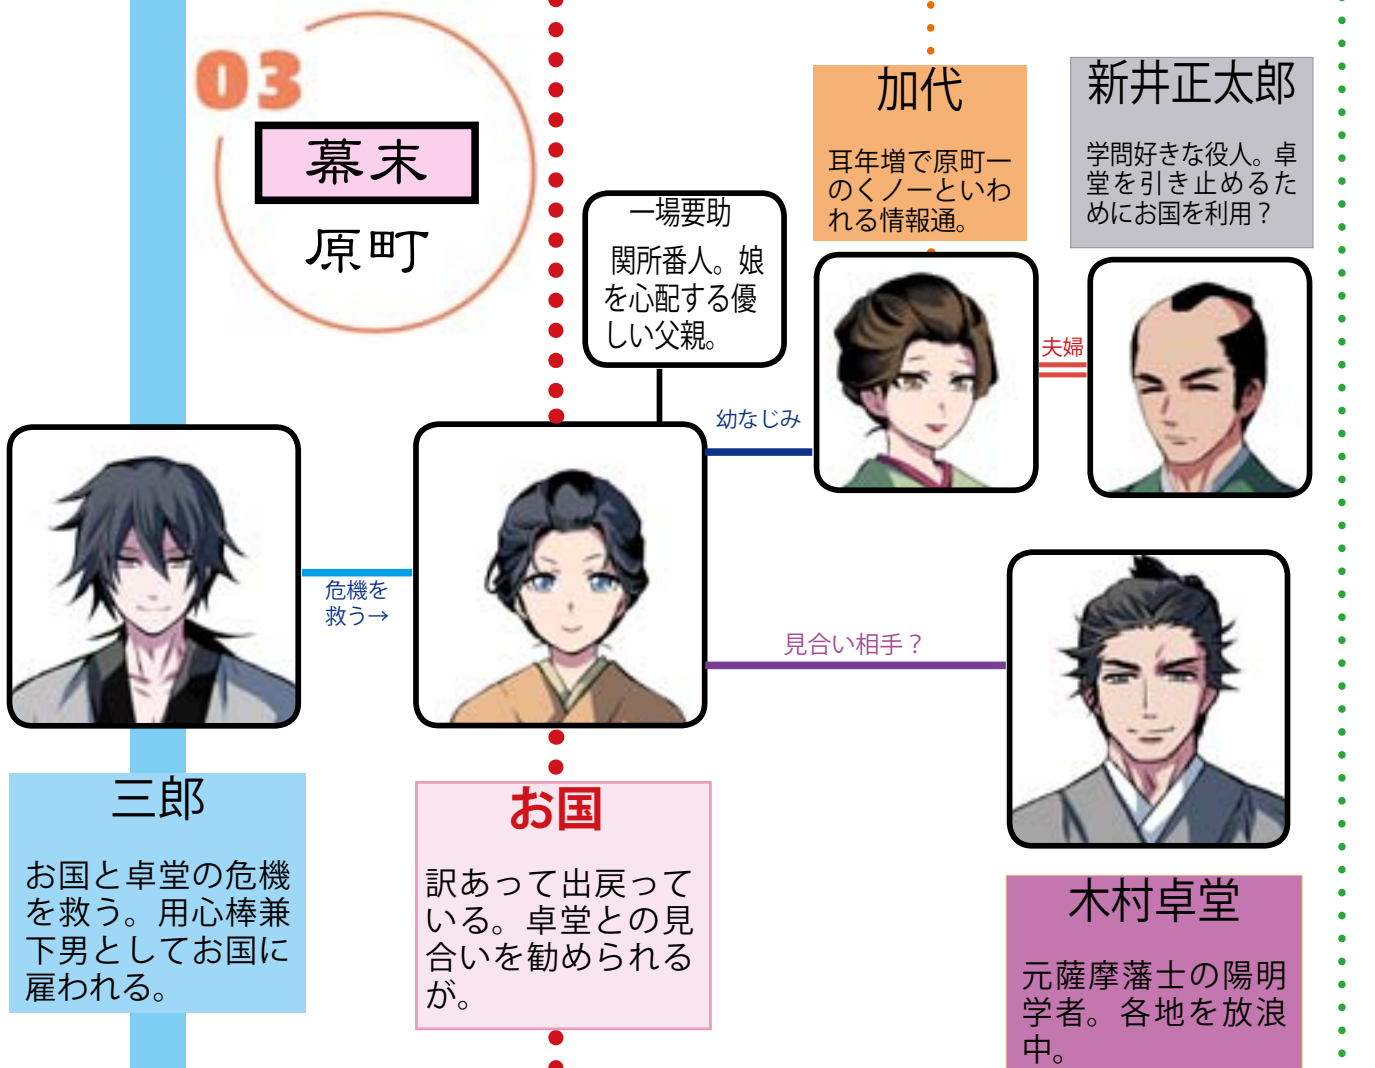 03
幕末
原町
一場要助
関所番人。娘
を心配する優
しい父親。
加代
耳年増で原町一
のくノ一といわ
れる情報通。
新井正太郎
学問好きな役人。卓
堂を引き止めるた
めにお国を利用？
夫婦
幼なじみ
危機を
救う→
見合い相手？
三郎
お国と卓堂の危機
を救う。用心棒兼
下男としてお国に
雇われる。
お国
訳あって出戻って
いる。卓堂との見
合いを勧められる
が。
木村卓堂
元薩摩藩士の陽明
学者。各地を放浪
中。